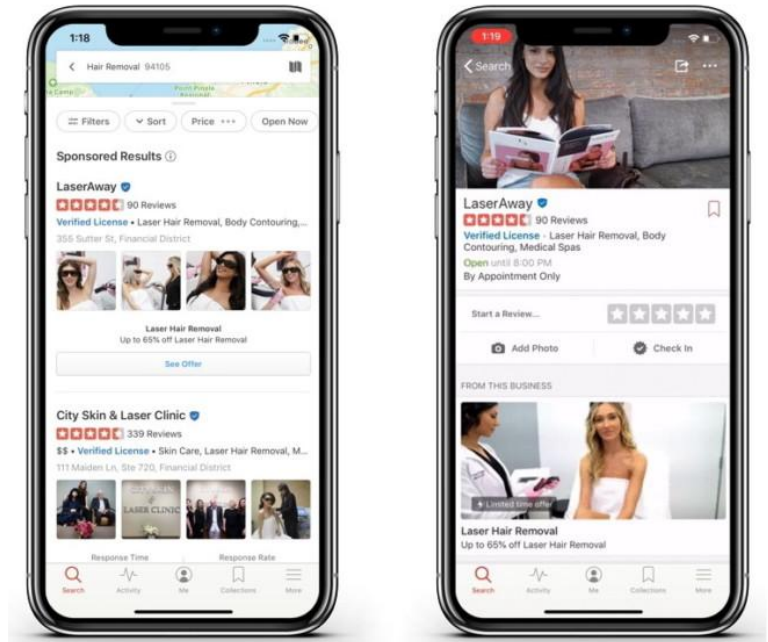 1:18
Hair Removal 94105
Point Pinole
Regional
Filters
Sort
Price
Open Now
Sponsored Results
LaserAway
90 Reviews
Verified License • Laser Hair Removal, Body Contouring,...
355 Sutter St, Financial District
Laser Hair Removal
Up to 65% off Laser Hair Removal
See Offer
City Skin & Laser Clinic
339 Reviews
$$ • Verified License • Skin Care, Laser Hair Removal, M...
111 Maiden Ln, Ste 720, Financial District
LASER CLINIC
Response Time
Response Rate
Search
Activity
Me
Collections
More
1:19
Search
LaserAway
90 Reviews
Verified License - Laser Hair Removal, Body
Contouring, Medical Spas
Open until 8:00 PM
By Appointment Only
Start a Review...
Add Photo
Check In
FROM THIS BUSINESS
Limited time offer
Laser Hair Removal
Up to 65% off Laser Hair Removal
Search
Activity
Me
Collections
More